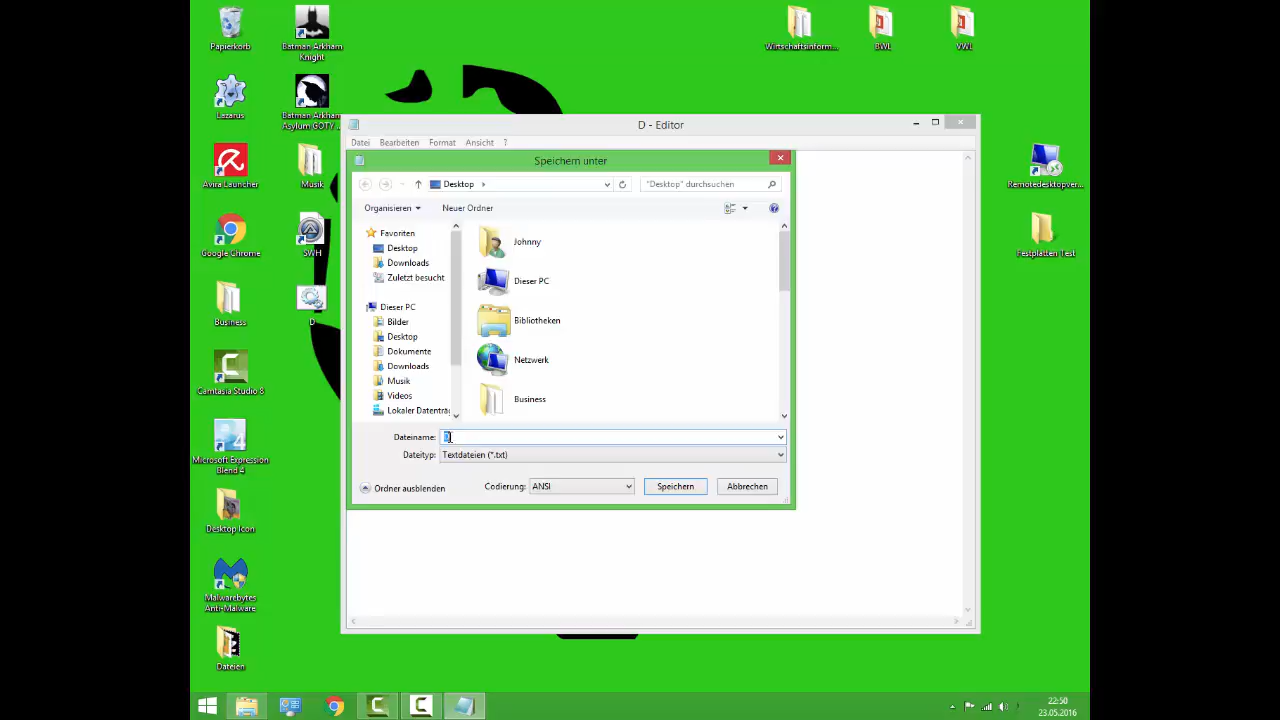 Papierkorb
Batman Arkham
Knight
Wirtschaftsinform...
BWL
VWL
Lazarus
Batman Arkham
Asylum GOTY ...
Avira Launcher
Musik
Remotedesktopver...
Google Chrome
SWH
Festplatten Test
Business
D
Camtasia Studio 8
Microsoft Expression
Blend 4
Desktop Icon
Malwarebytes
Anti-Malware
Dateien
D - Editor
Datei Bearbeiten Format Ansicht ?
Speichern unter
Desktop
"Desktop" durchsuchen
Organisieren
Neuer Ordner
Favoriten
Desktop
Downloads
Zuletzt besucht
Dieser PC
Bilder
Desktop
Dokumente
Downloads
Musik
Videos
Lokaler Datenträ
Johnny
Dieser PC
Bibliotheken
Netzwerk
Business
Dateiname:
Dateityp: Textdateien (*.txt)
Ordner ausblenden
Codierung: ANSI
Speichern
Abbrechen
22:50
23.05.2016